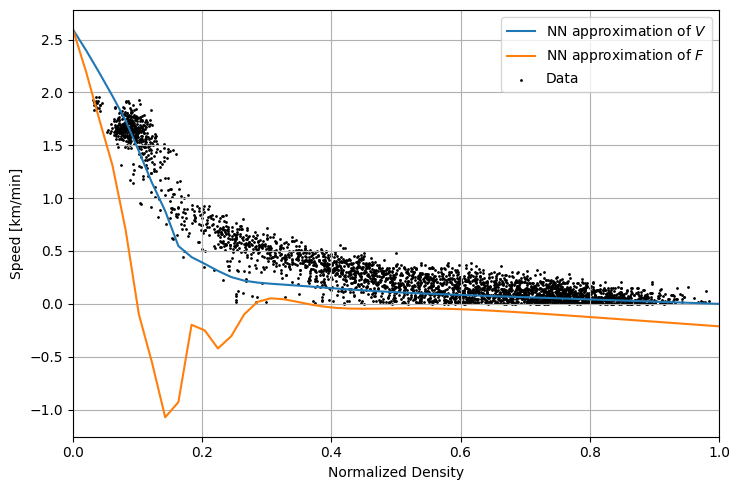 NN approximation of V
NN approximation of F
Data
2.5
2.0
1.5
1.0
0.5
0.0
−0.5
−1.0
Speed [km/min]
0.0 0.2 0.4 0.6 0.8 1.0
Normalized Density